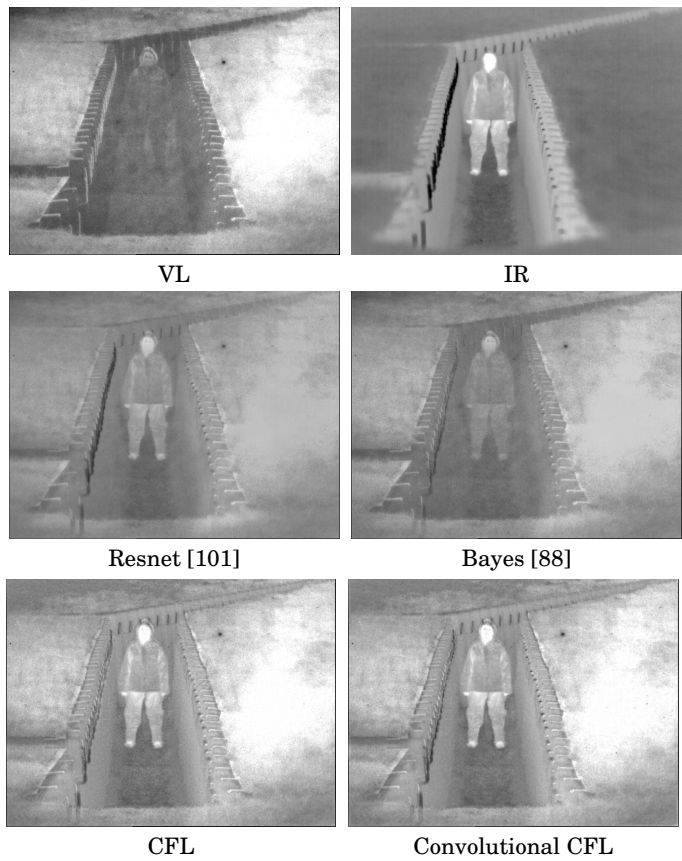 VL
IR
Resnet [101]
Bayes [88]
CFL
Convolutional CFL